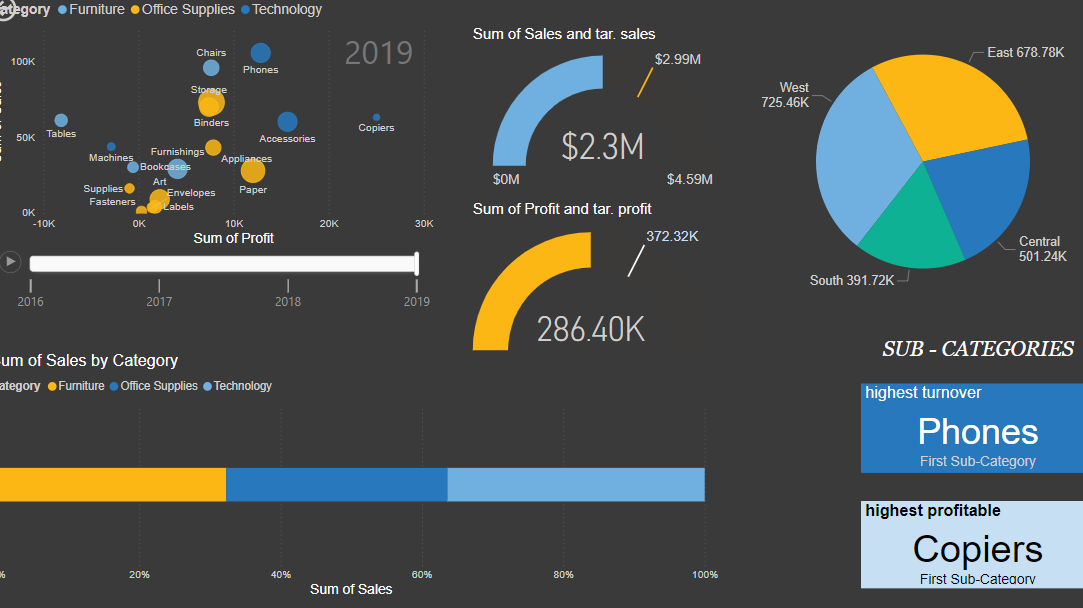 ategory Furniture Office Supplies Technology
2019
100K
50K
0K
Chairs
Phones
Storage
Binders
Tables
Accessories
Copiers
Machines
Furnishings
Bookcases
Appliances
Art
Paper
Supplies
Envelopes
Fasteners
Labels
-10K 0K 10K 20K 30K
Sum of Profit
2016 2017 2018 2019
Sum of Sales and tar. sales
$2.99M
$2.3M
$0M $4.59M
Sum of Profit and tar. profit
372.32K
286.40K
East 678.78K
West
725.46K
Central
501.24K
South 391.72K
um of Sales by Category
ategory Furniture Office Supplies Technology
% 20% 40% 60% 80% 100%
Sum of Sales
SUB - CATEGORIES
highest turnover
Phones
First Sub-Category
highest profitable
Copiers
First Sub-Category